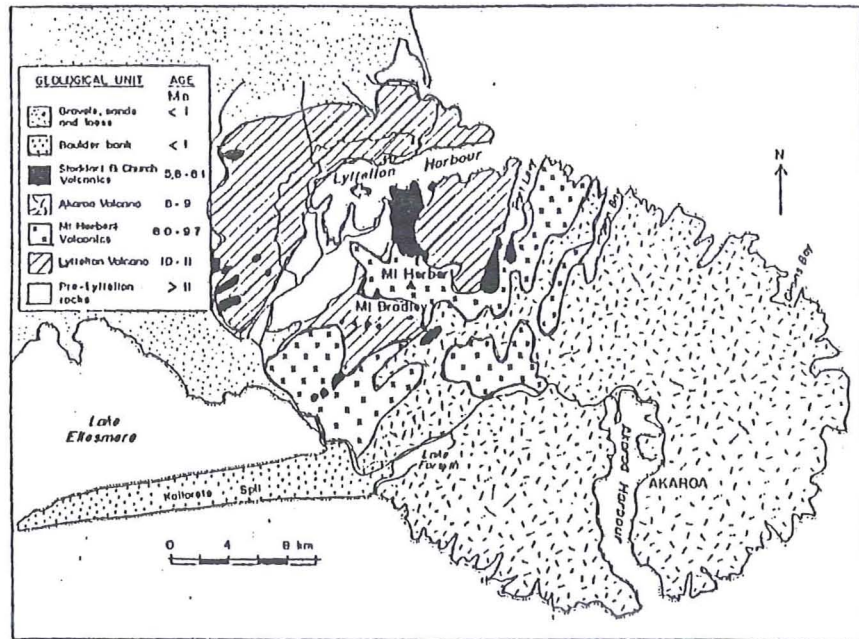 GEOLOGICAL UNIT AGE
Ma
Gravels, sands
and loess < 1
Boulder bank < 1
Stoddart & Church
Volcanics 5,8 - 8 1
Akaroa Volcano 8 - 9
Mt Herbert
Volcanics 8 0 - 9 7
Lyttelton Volcano 10 - 11
Pre-Lyttelton
rocks > 11
Lyttelton Harbour
N
Mt Herbert
Mt Bradley
Lake
Ellesmere
Lake
Forsyth
Kaitorete Spit
Akaroa Harbour
AKAROA
0 4 8 km